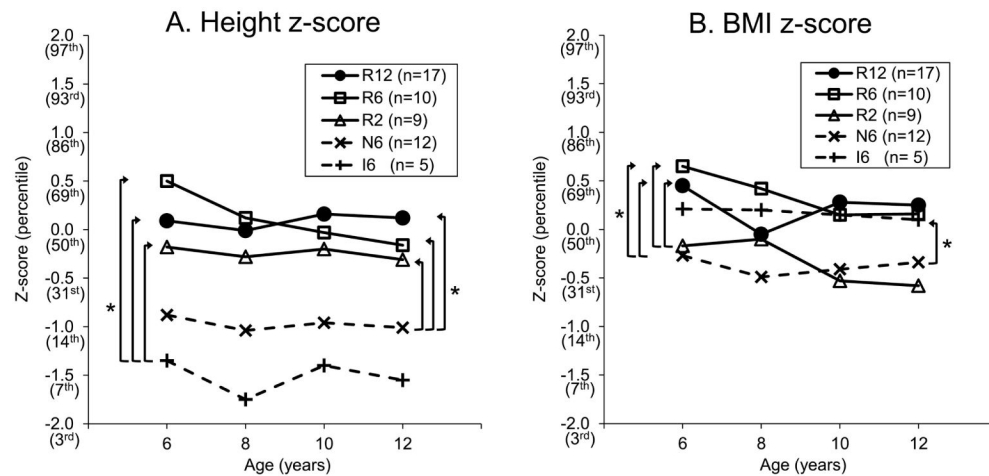 A. Height z-score
Z-score (percentile)
2.0
(97th)
1.5
(93rd)
1.0
(86th)
0.5
(69th)
0.0
(50th)
-0.5
(31st)
-1.0
(14th)
-1.5
(7th)
-2.0
(3rd)
R12 (n=17)
R6 (n=10)
R2 (n=9)
N6 (n=12)
I6 (n= 5)
*
*
6 8 10 12
Age (years)
B. BMI z-score
Z-score (percentile)
2.0
(97th)
1.5
(93rd)
1.0
(86th)
0.5
(69th)
0.0
(50th)
-0.5
(31st)
-1.0
(14th)
-1.5
(7th)
-2.0
(3rd)
R12 (n=17)
R6 (n=10)
R2 (n=9)
N6 (n=12)
I6 (n= 5)
*
*
6 8 10 12
Age (years)